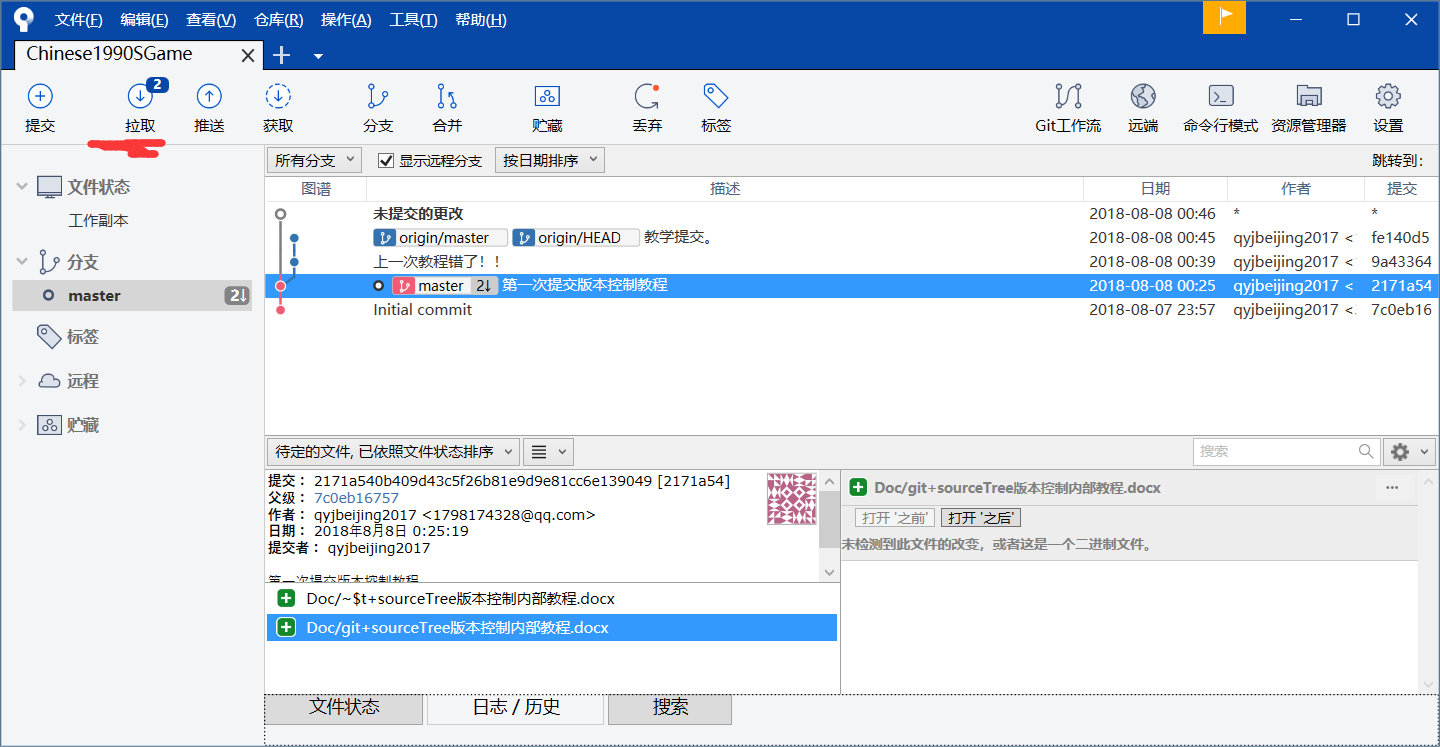 文件(F) 编辑(E) 查看(V) 仓库(R) 操作(A) 工具(T) 帮助(H)
Chinese1990SGame
2
提交 拉取 推送 获取 分支 合并 贮藏 丢弃 标签 Git工作流 远端 命令行模式 资源管理器 设置
所有分支 显示远程分支 按日期排序 跳转到:
图谱 描述 日期 作者 提交
未提交的更改 2018-08-08 00:46 * *
origin/master origin/HEAD 教学提交。 2018-08-08 00:45 qyjbeijing2017 < fe140d5
上一次教程错了！！ 2018-08-08 00:39 qyjbeijing2017 < 9a43364
master 2↓ 第一次提交版本控制教程 2018-08-08 00:25 qyjbeijing2017 < 2171a54
Initial commit 2018-08-07 23:57 qyjbeijing2017 < 7c0eb16
文件状态
工作副本
分支
master 2↓
标签
远程
贮藏
待定的文件, 已依照文件状态排序 搜索
提交： 2171a540b409d43c5f26b81e9d9e81cc6e139049 [2171a54]
父级： 7c0eb16757
作者： qyjbeijing2017 <1798174328@qq.com>
日期： 2018年8月8日 0:25:19
提交者： qyjbeijing2017
第一次提交版本控制教程
Doc/~$t+sourceTree版本控制内部教程.docx
Doc/git+sourceTree版本控制内部教程.docx
Doc/git+sourceTree版本控制内部教程.docx
打开 '之前' 打开 '之后'
未检测到此文件的改变，或者这是一个二进制文件。
文件状态 日志 / 历史 搜索